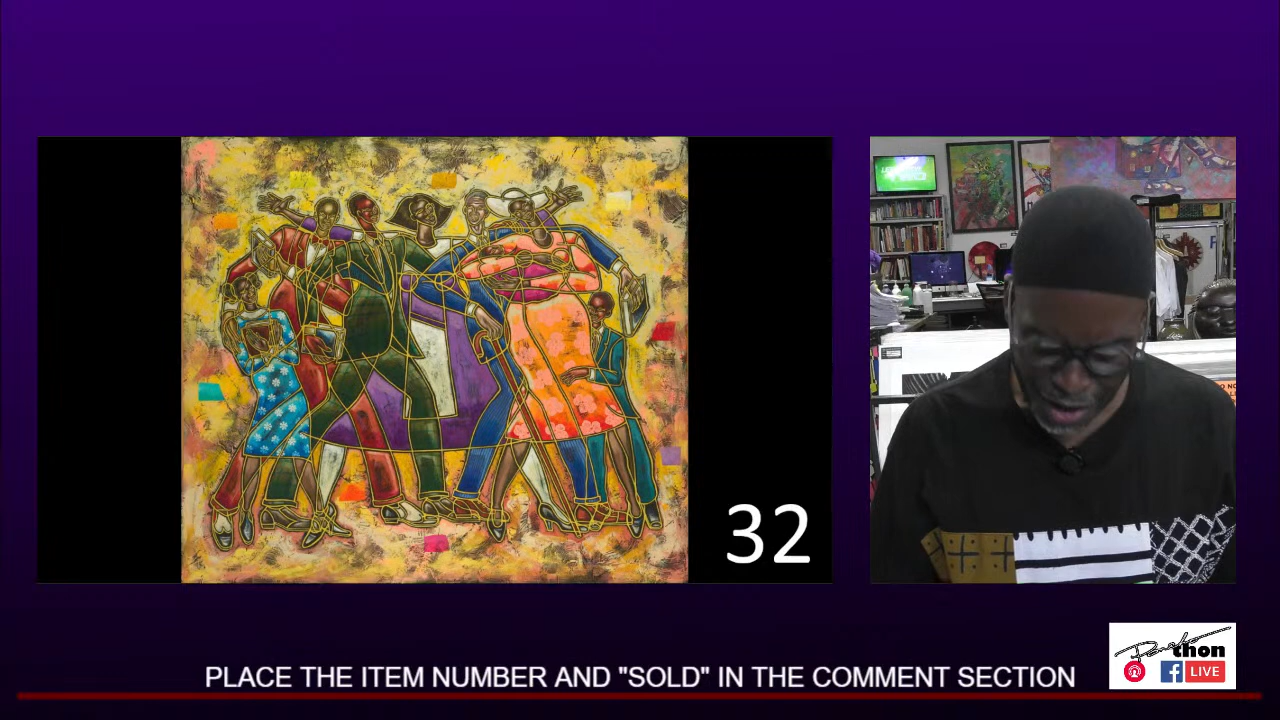 32
PLACE THE ITEM NUMBER AND "SOLD" IN THE COMMENT SECTION
thon
LIVE